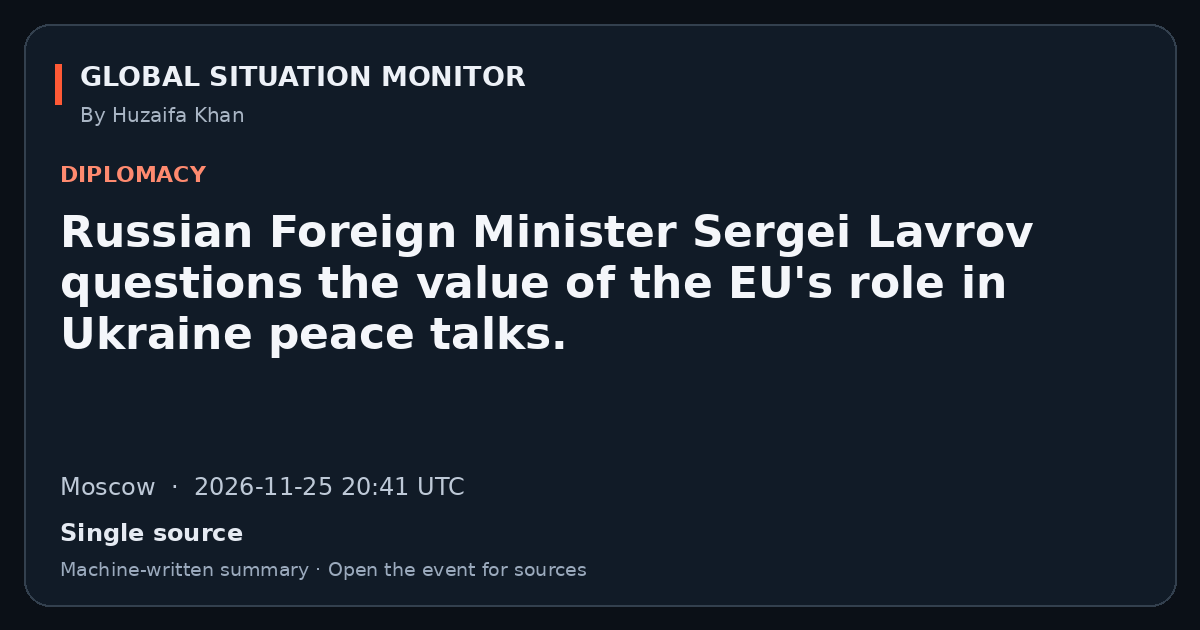 GLOBAL SITUATION MONITOR
By Huzaifa Khan
DIPLOMACY
Russian Foreign Minister Sergei Lavrov
questions the value of the EU's role in
Ukraine peace talks.
Moscow · 2026-11-25 20:41 UTC
Single source
Machine-written summary · Open the event for sources